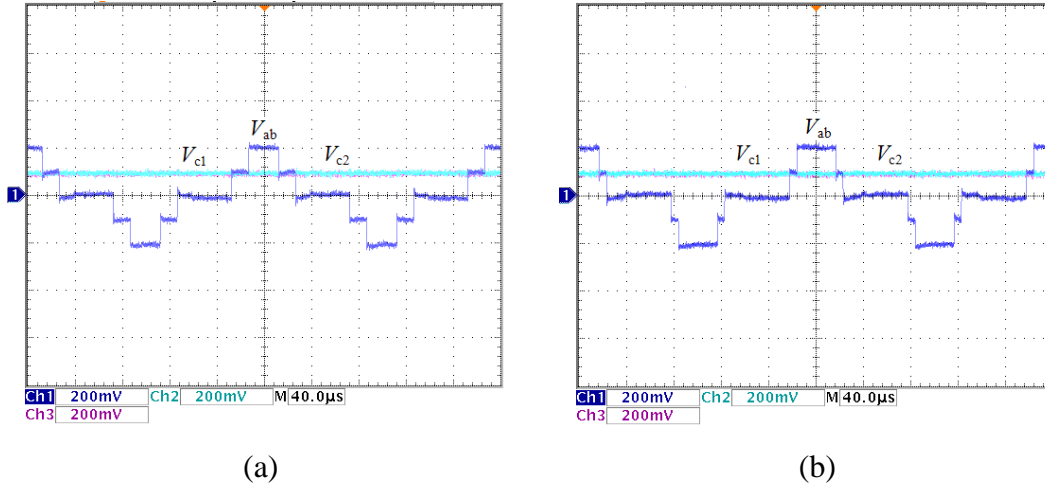 Vab
Vc1
Vc2
1
Ch1 200mV Ch2 200mV M 40.0µs
Ch3 200mV
(a)
Vab
Vc1
Vc2
1
Ch1 200mV Ch2 200mV M 40.0µs
Ch3 200mV
(b)